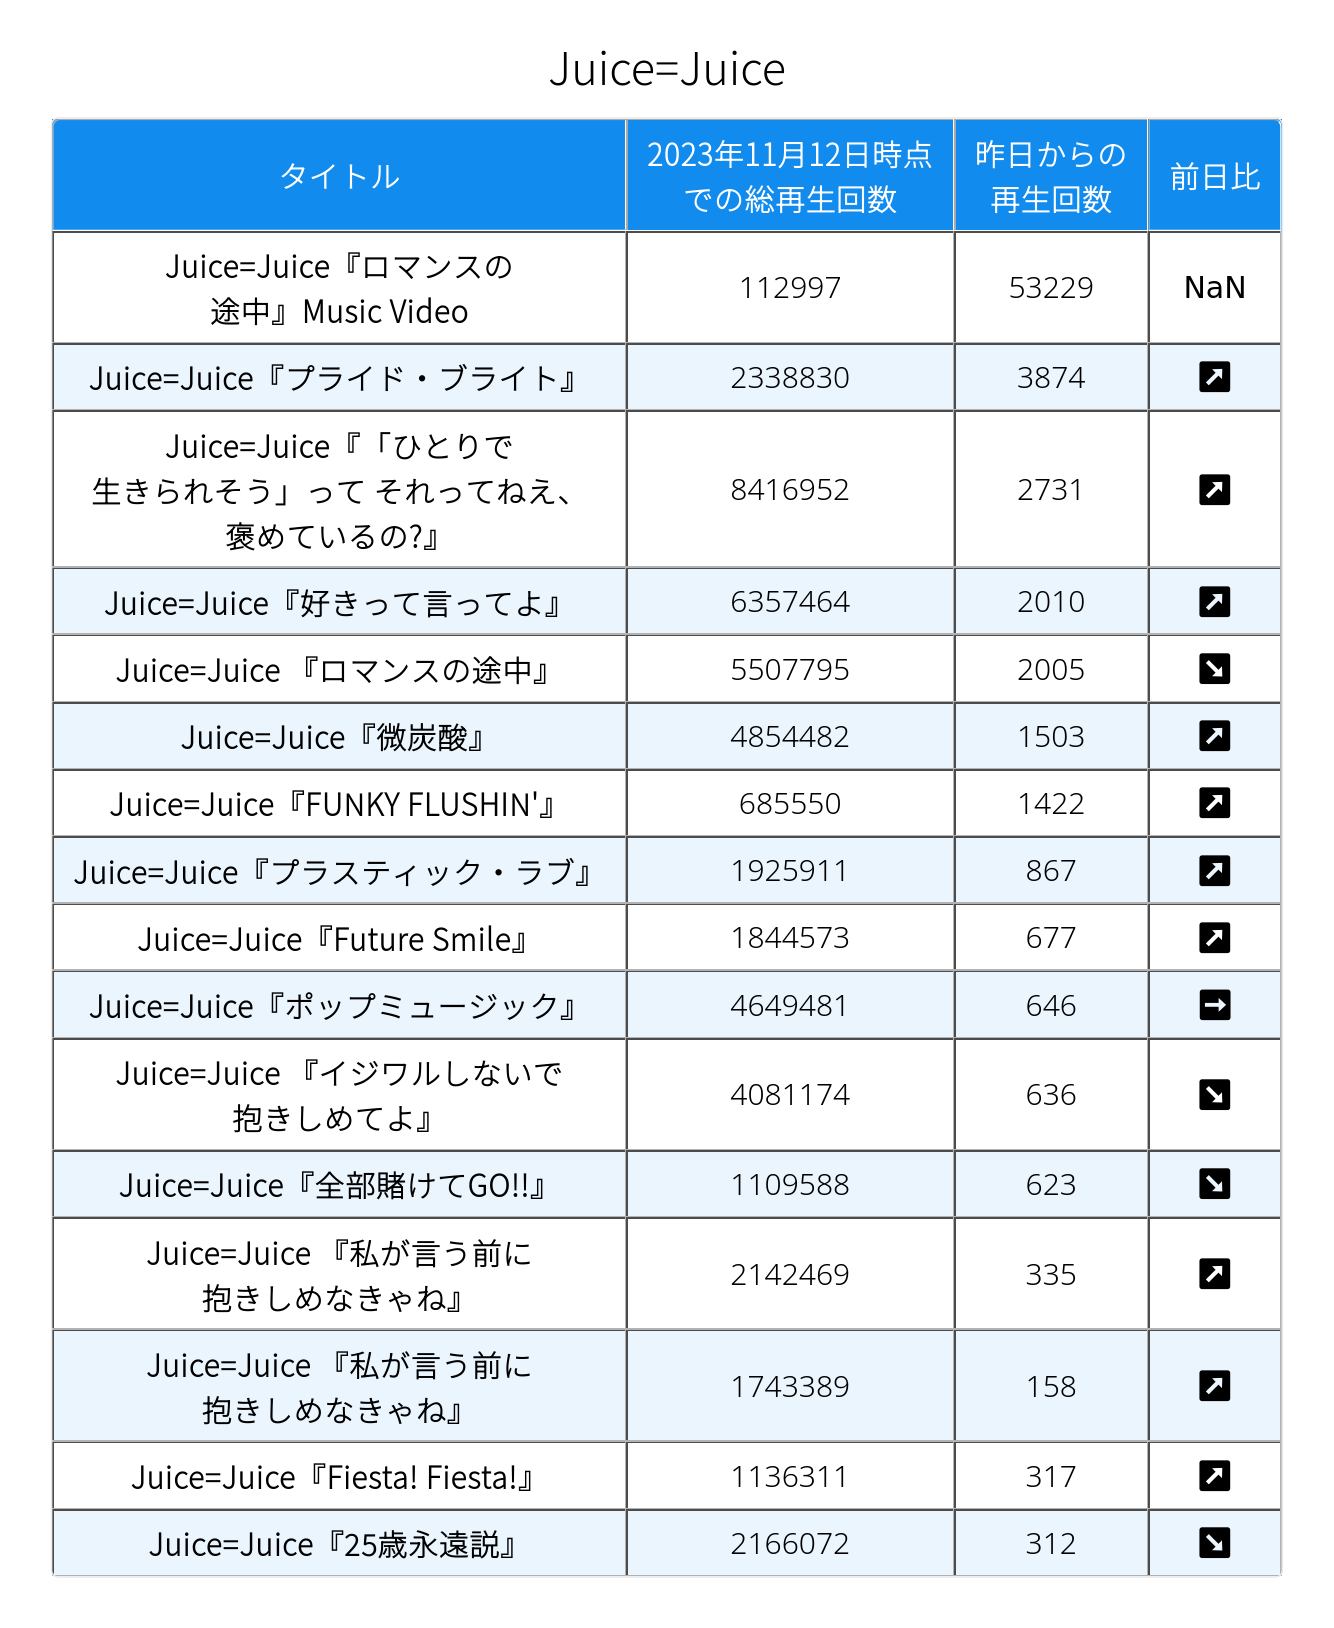 Juice=Juice
タイトル
2023年11月12日時点
での総再生回数
昨日からの
再生回数
前日比
Juice=Juice『ロマンスの
途中』Music Video
112997
53229
NaN
Juice=Juice『プライド・ブライト』
2338830
3874
Juice=Juice『「ひとりで
生きられそう」って それってねえ、
褒めているの?』
8416952
2731
Juice=Juice『好きって言ってよ』
6357464
2010
Juice=Juice 『ロマンスの途中』
5507795
2005
Juice=Juice『微炭酸』
4854482
1503
Juice=Juice『FUNKY FLUSHIN'』
685550
1422
Juice=Juice『プラスティック・ラブ』
1925911
867
Juice=Juice『Future Smile』
1844573
677
Juice=Juice『ポップミュージック』
4649481
646
Juice=Juice 『イジワルしないで
抱きしめてよ』
4081174
636
Juice=Juice『全部賭けてGO!!』
1109588
623
Juice=Juice 『私が言う前に
抱きしめなきゃね』
2142469
335
Juice=Juice 『私が言う前に
抱きしめなきゃね』
1743389
158
Juice=Juice『Fiesta! Fiesta!』
1136311
317
Juice=Juice『25歳永遠説』
2166072
312